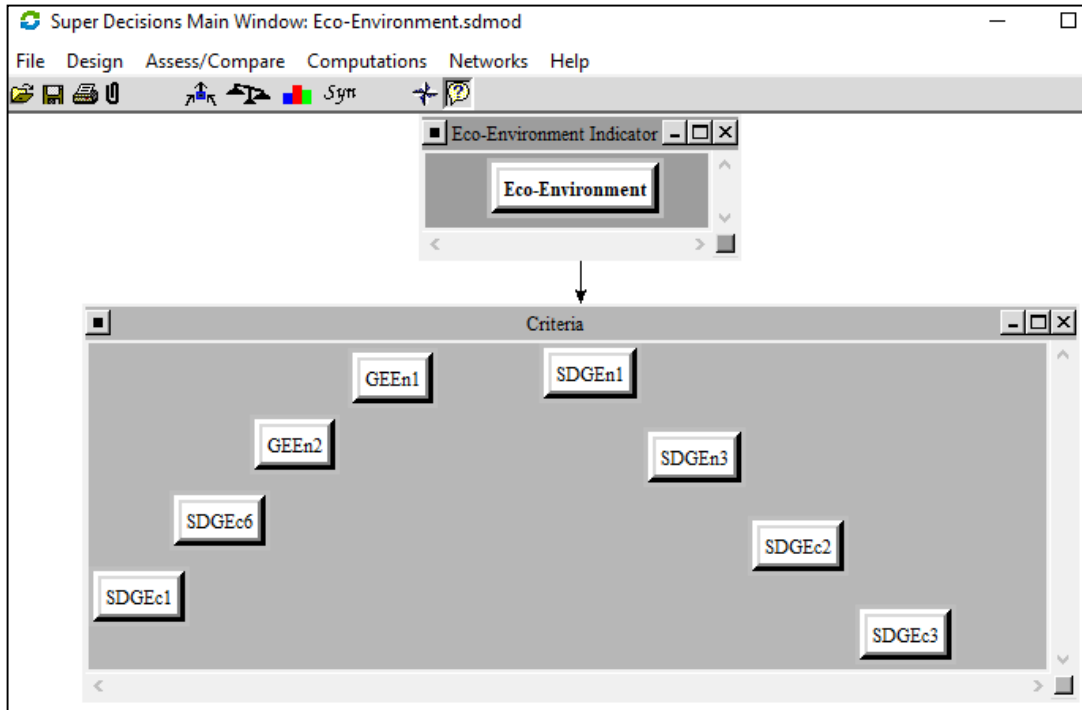 Super Decisions Main Window: Eco-Environment.sdmod
File Design Assess/Compare Computations Networks Help
Syn
Eco-Environment Indicator
Eco-Environment
Criteria
GEEn1
SDGEn1
GEEn2
SDGEn3
SDGEc6
SDGEc2
SDGEc1
SDGEc3